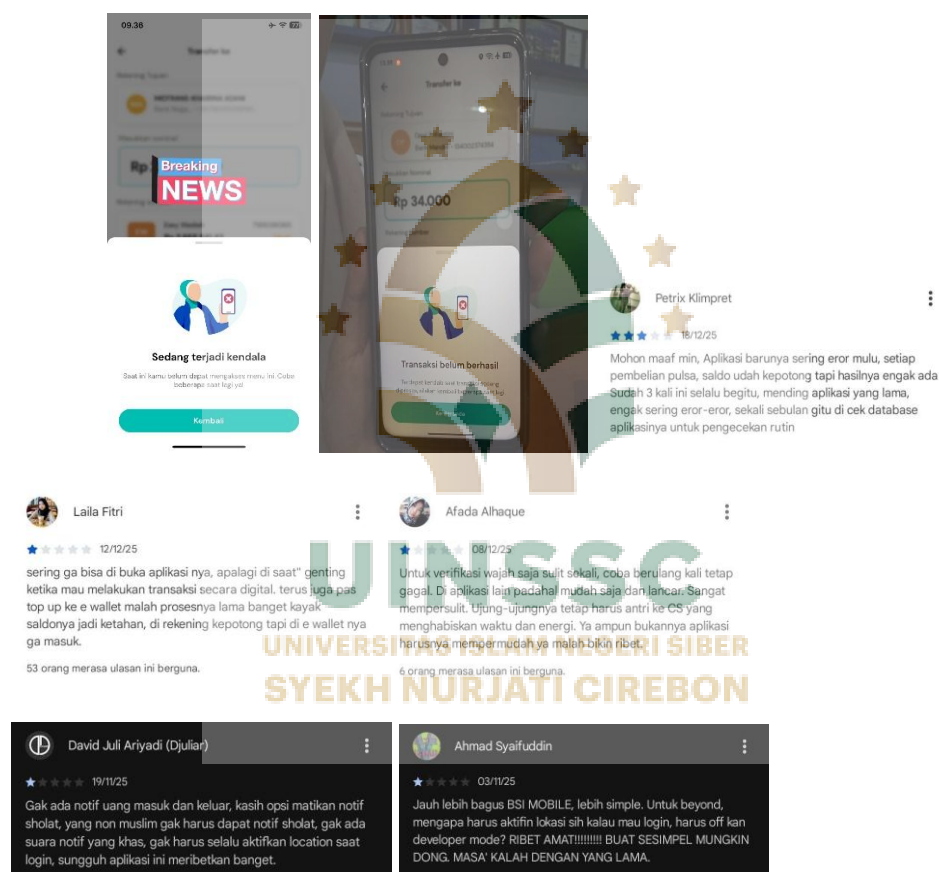 09.36
Transfer ke
Rp
Breaking
NEWS
Sedang terjadi kendala
Saat ini kamu belum dapat mengakses menu ini. Coba
beberapa saat lagi ya!
Kembali
Transfer ke
Rp 34.000
Transaksi belum berhasil
Petrix Klimpret
18/12/25
Mohon maaf min, Aplikasi barunya sering eror mulu, setiap
pembelian pulsa, saldo udah kepotong tapi hasilnya engak ada
Sudah 3 kali ini selalu begitu, mending aplikasi yang lama,
engak sering eror-eror, sekali sebulan gitu di cek database
aplikasinya untuk pengecekan rutin
Laila Fitri
12/12/25
sering ga bisa di buka aplikasi nya, apalagi di saat" genting
ketika mau melakukan transaksi secara digital. terus juga pas
top up ke e wallet malah prosesnya lama banget kayak
saldonya jadi ketahan, di rekening kepotong tapi di e wallet nya
ga masuk.
53 orang merasa ulasan ini berguna.
Afada Alhaque
08/12/25
Untuk verifikasi wajah saja sulit sekali, coba berulang kali tetap
gagal. Di aplikasi lain padahal mudah saja dan lancar. Sangat
mempersulit. Ujung-ujungnya tetap harus antri ke CS yang
menghabiskan waktu dan energi. Ya ampun bukannya aplikasi
harusnya mempermudah ya malah bikin ribet.
6 orang merasa ulasan ini berguna.
UINSSC
UNIVERSITAS ISLAM NEGERI SIBER
SYEKH NURJATI CIREBON
David Juli Ariyadi (Djuliar)
19/11/25
Gak ada notif uang masuk dan keluar, kasih opsi matikan notif
sholat, yang non muslim gak harus dapat notif sholat, gak ada
suara notif yang khas, gak harus selalu aktifkan location saat
login, sungguh aplikasi ini meribetkan banget.
Ahmad Syaifuddin
03/11/25
Jauh lebih bagus BSI MOBILE, lebih simple. Untuk beyond,
mengapa harus aktifin lokasi sih kalau mau login, harus off kan
developer mode? RIBET AMAT!!!!!!!!! BUAT SESIMPEL MUNGKIN
DONG. MASA' KALAH DENGAN YANG LAMA.